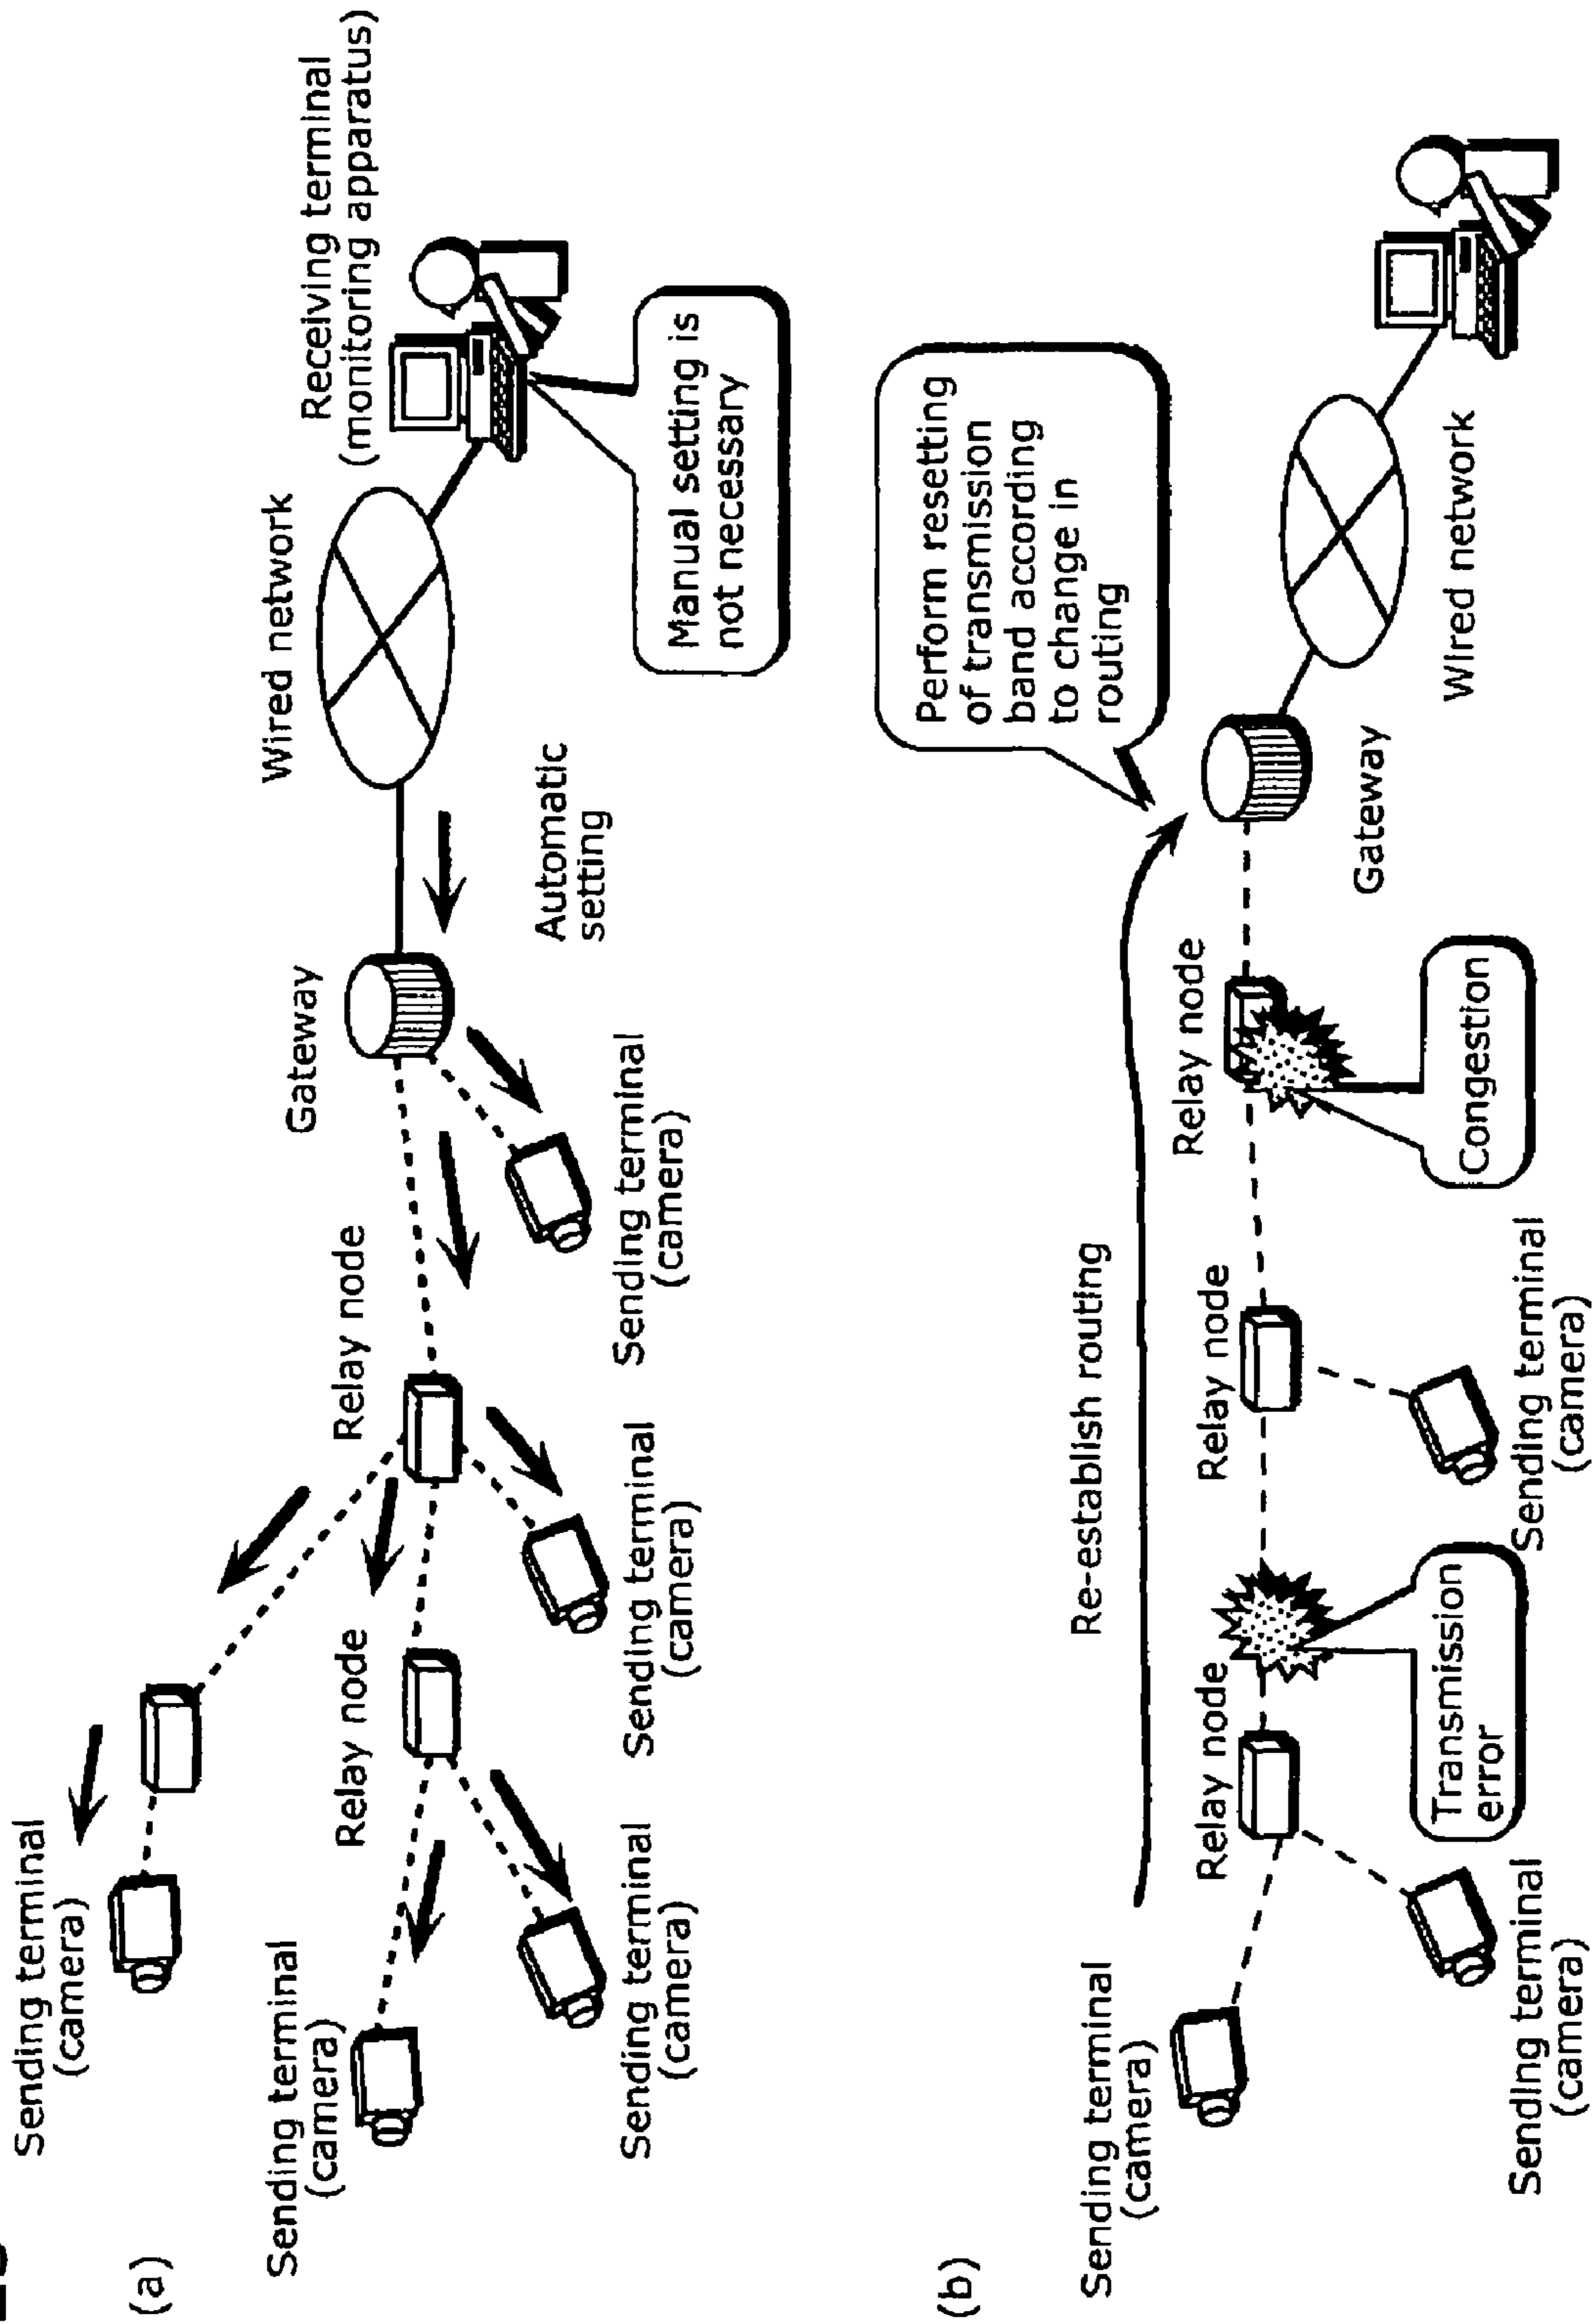 (a)
Sending terminal
(camera)
Sending terminal
(camera)
Relay node
Sending terminal
(camera)
Relay node
Sending terminal
(camera)
Gateway
Sending terminal
(camera)
Automatic
setting
Wired network
Receiving terminal
(monitoring apparatus)
Manual setting is
not necessary
(b)
Sending terminal
(camera)
Sending terminal
(camera)
Relay node
Transmission
error
Re-establish routing
Relay node
Sending terminal
(camera)
Relay node
Congestion
Gateway
Perform resetting
of transmission
band according
to change in
routing
Wired network